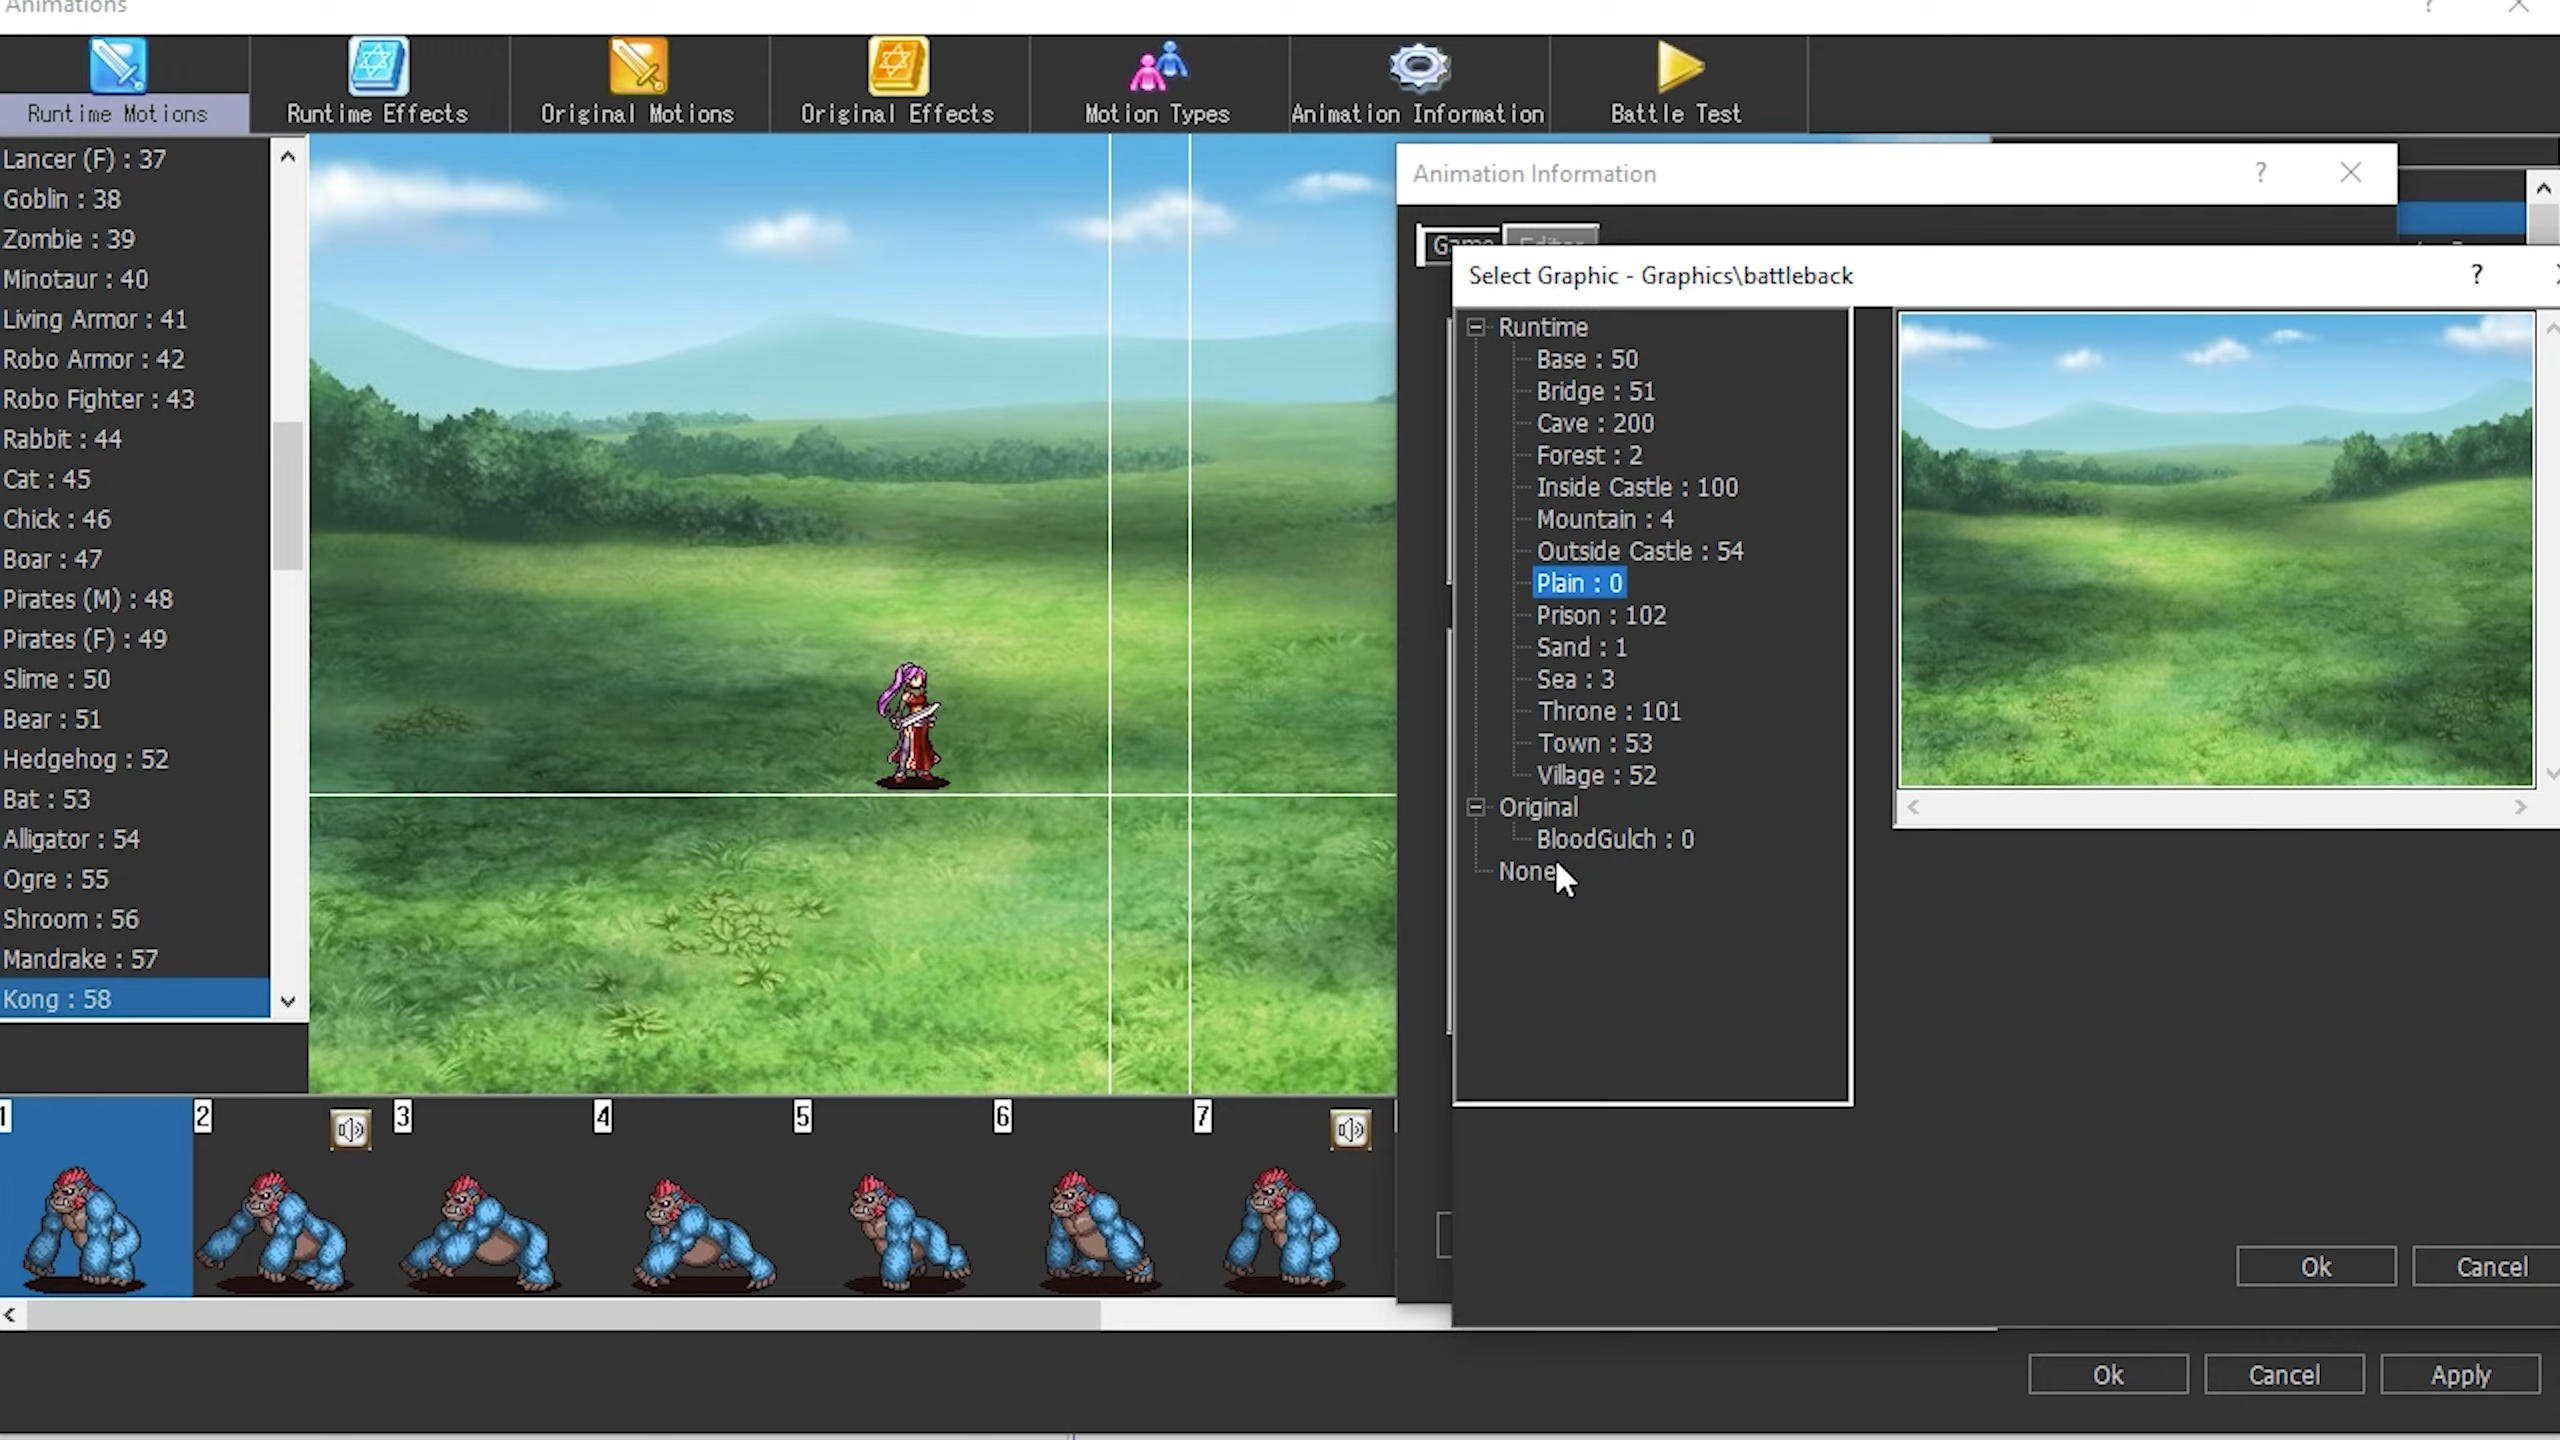 Animations
Runtime Motions
Runtime Effects
Original Motions
Original Effects
Motion Types
Animation Information
Battle Test
Lancer (F) : 37
Goblin : 38
Zombie : 39
Minotaur : 40
Living Armor : 41
Robo Armor : 42
Robo Fighter : 43
Rabbit : 44
Cat : 45
Chick : 46
Boar : 47
Pirates (M) : 48
Pirates (F) : 49
Slime : 50
Bear : 51
Hedgehog : 52
Bat : 53
Alligator : 54
Ogre : 55
Shroom : 56
Mandrake : 57
Kong : 58
Animation Information
Game Editor
Select Graphic - Graphics\battleback
Runtime
Base : 50
Bridge : 51
Cave : 200
Forest : 2
Inside Castle : 100
Mountain : 4
Outside Castle : 54
Plain : 0
Prison : 102
Sand : 1
Sea : 3
Throne : 101
Town : 53
Village : 52
Original
BloodGulch : 0
None
Ok Cancel
1 2 3 4 5 6 7
Ok Cancel Apply